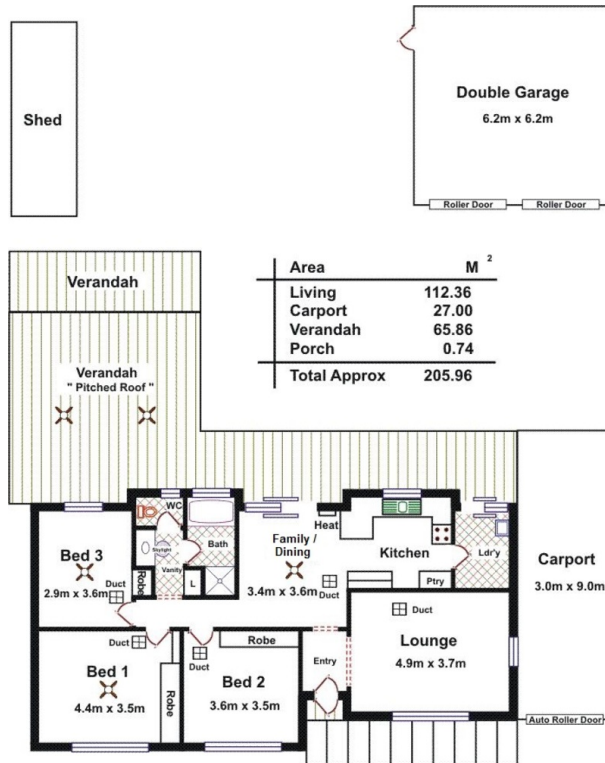 Shed
Double Garage
6.2m x 6.2m
Roller Door
Roller Door
Verandah
Area M 2
Living 112.36
Carport 27.00
Verandah 65.86
Porch 0.74
Total Approx 205.96
Verandah
" Pitched Roof "
WC
Skylight
Vanity
Bath
L
Heat
Family /
Dining
3.4m x 3.6m
Duct
Kitchen
Ptry
Ldr'y
Carport
3.0m x 9.0m
Bed 3
2.9m x 3.6m
Duct
Robe
Duct
Bed 1
4.4m x 3.5m
Robe
Robe
Duct
Bed 2
3.6m x 3.5m
Entry
Duct
Lounge
4.9m x 3.7m
Auto Roller Door